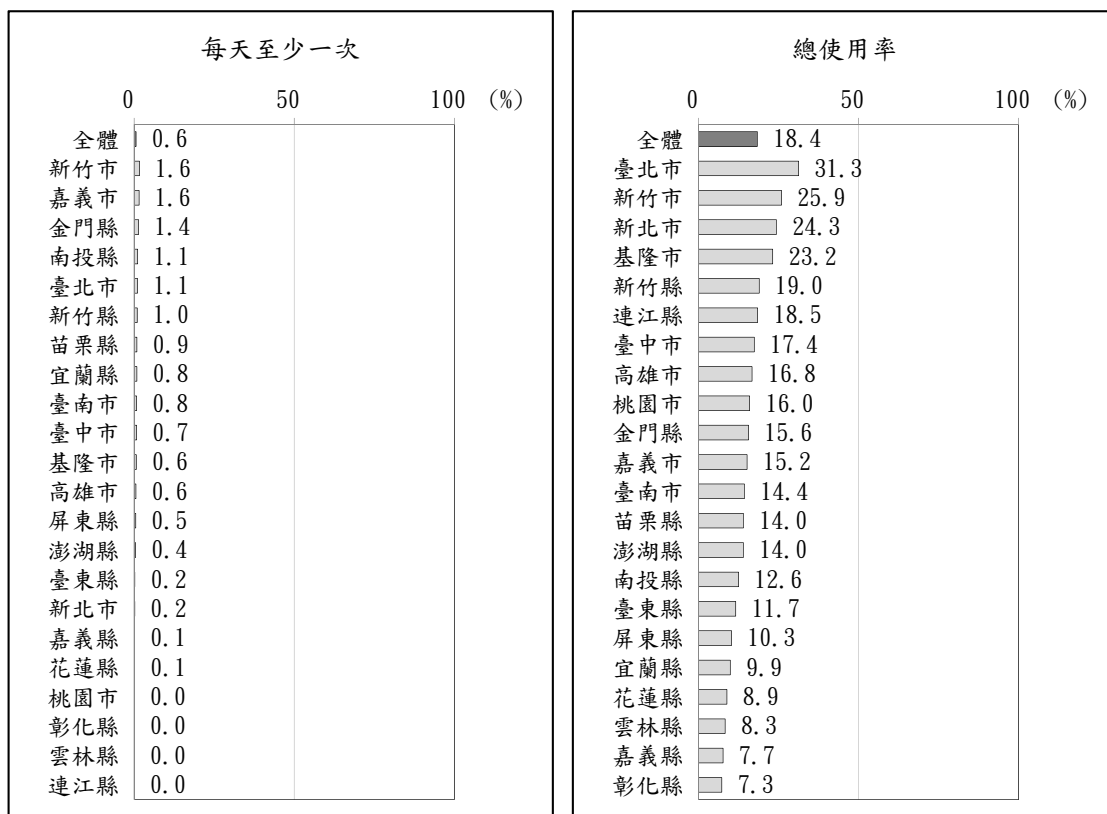 每天至少一次
0 50 100 (%)
全體 0.6
新竹市 1.6
嘉義市 1.6
金門縣 1.4
南投縣 1.1
臺北市 1.1
新竹縣 1.0
苗栗縣 0.9
宜蘭縣 0.8
臺南市 0.8
臺中市 0.7
基隆市 0.6
高雄市 0.6
屏東縣 0.5
澎湖縣 0.4
臺東縣 0.2
新北市 0.2
嘉義縣 0.1
花蓮縣 0.1
桃園市 0.0
彰化縣 0.0
雲林縣 0.0
連江縣 0.0
總使用率
0 50 100 (%)
全體 18.4
臺北市 31.3
新竹市 25.9
新北市 24.3
基隆市 23.2
新竹縣 19.0
連江縣 18.5
臺中市 17.4
高雄市 16.8
桃園市 16.0
金門縣 15.6
嘉義市 15.2
臺南市 14.4
苗栗縣 14.0
澎湖縣 14.0
南投縣 12.6
臺東縣 11.7
屏東縣 10.3
宜蘭縣 9.9
花蓮縣 8.9
雲林縣 8.3
嘉義縣 7.7
彰化縣 7.3